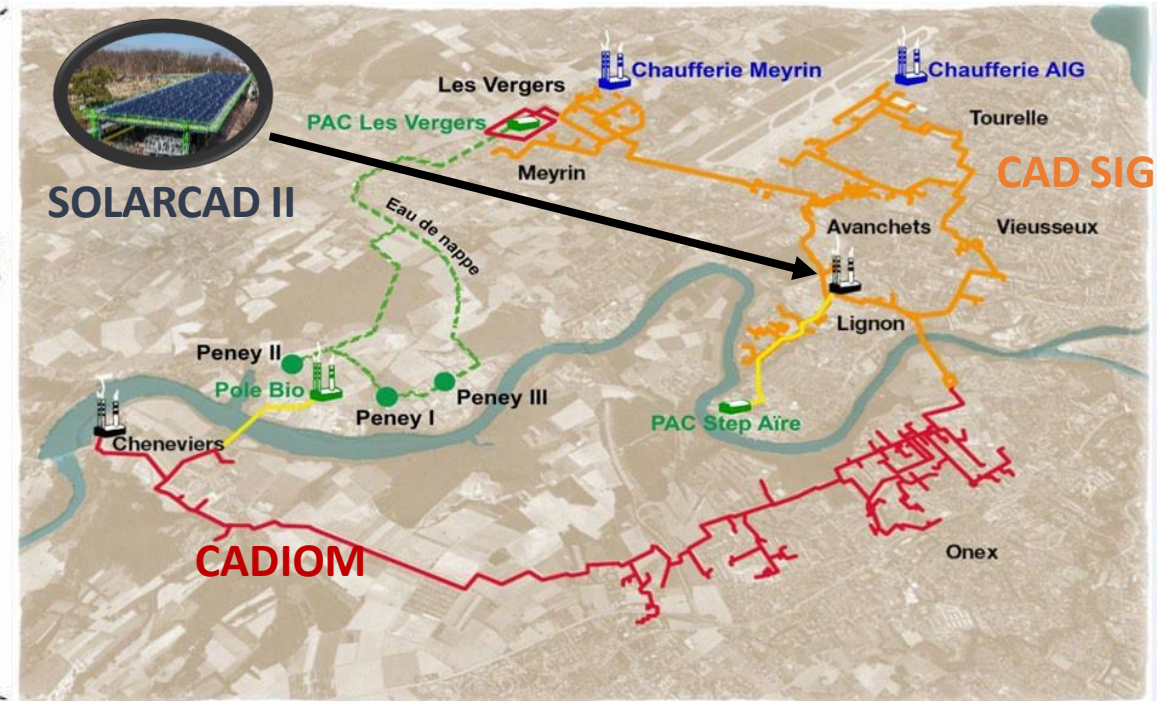 Les Vergers
Chaufferie Meyrin
Chaufferie AIG
PAC Les Vergers
Tourelle
Meyrin
CAD SIG
SOLARCAD II
Eau de nappe
Avanchets
Vieusseux
Lignon
Peney II
Pole Bio
Peney III
Peney I
PAC Step Aïre
Cheneviers
CADIOM
Onex